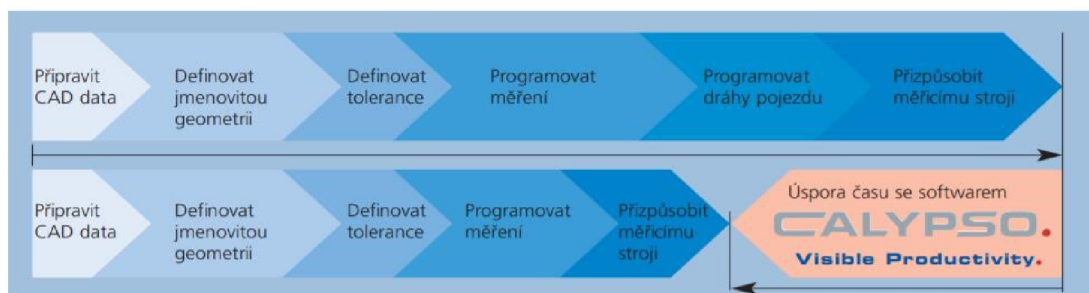 Připravit
CAD data
Definovat
jmenovitou
geometrii
Definovat
tolerance
Programovat
měření
Programovat
dráhy pojezdu
Přizpůsobit
měřicímu stroji
Připravit
CAD data
Definovat
jmenovitou
geometrii
Definovat
tolerance
Programovat
měření
Přizpůsobit
měřicímu
stroji
Úspora času se softwarem
CALYPSO.
Visible Productivity.